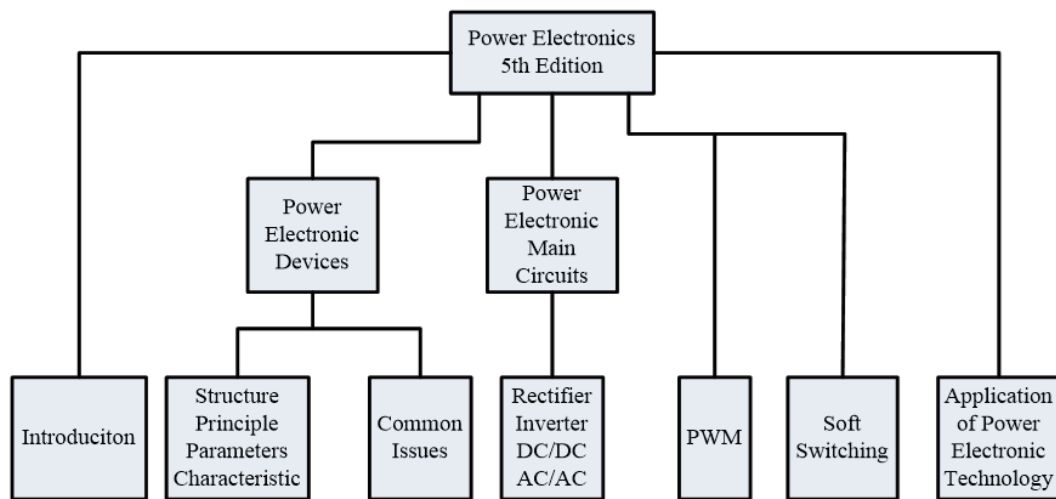 Power Electronics
5th Edition
Power
Electronic
Devices
Power
Electronic
Main
Circuits
Introduciton
Structure
Principle
Parameters
Characteristic
Common
Issues
Rectifier
Inverter
DC/DC
AC/AC
PWM
Soft
Switching
Application
of Power
Electronic
Technology